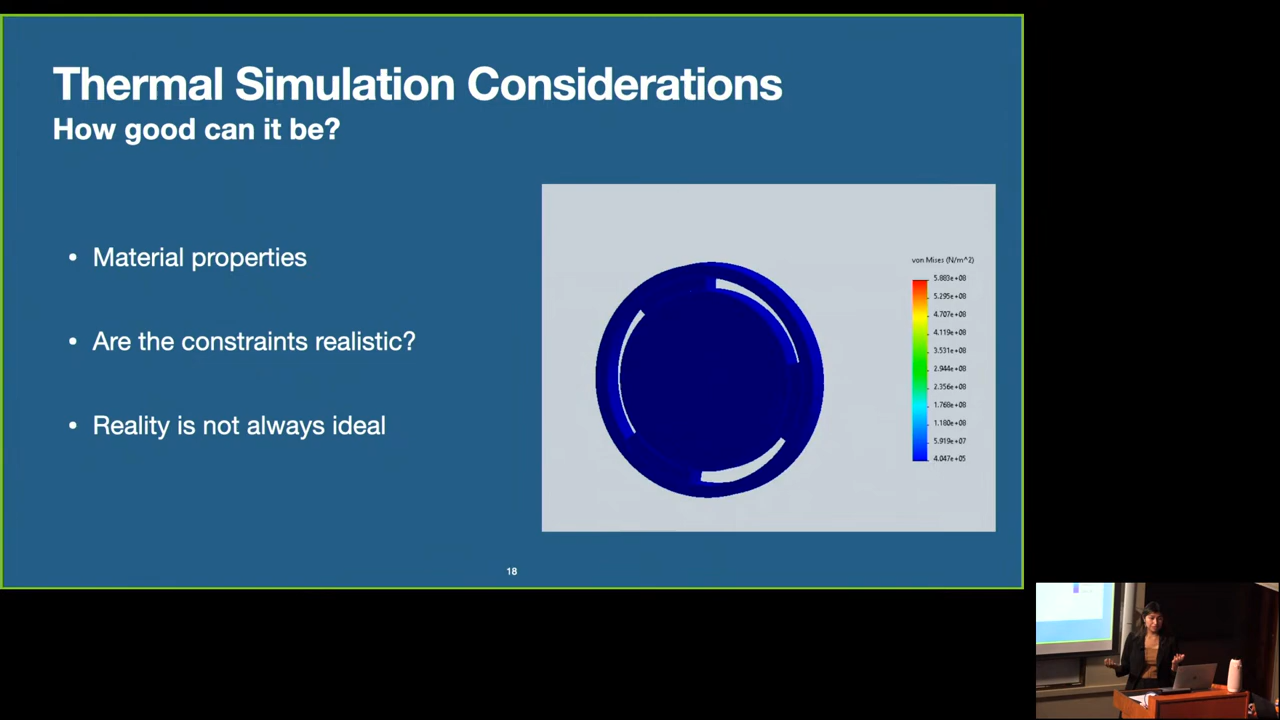 Thermal Simulation Considerations
How good can it be?
• Material properties
• Are the constraints realistic?
• Reality is not always ideal
von Mises (N/m^2)
5.883e+08
5.295e+08
4.707e+08
4.119e+08
3.531e+08
2.944e+08
2.356e+08
1.768e+08
1.180e+08
5.919e+07
4.047e+05
18